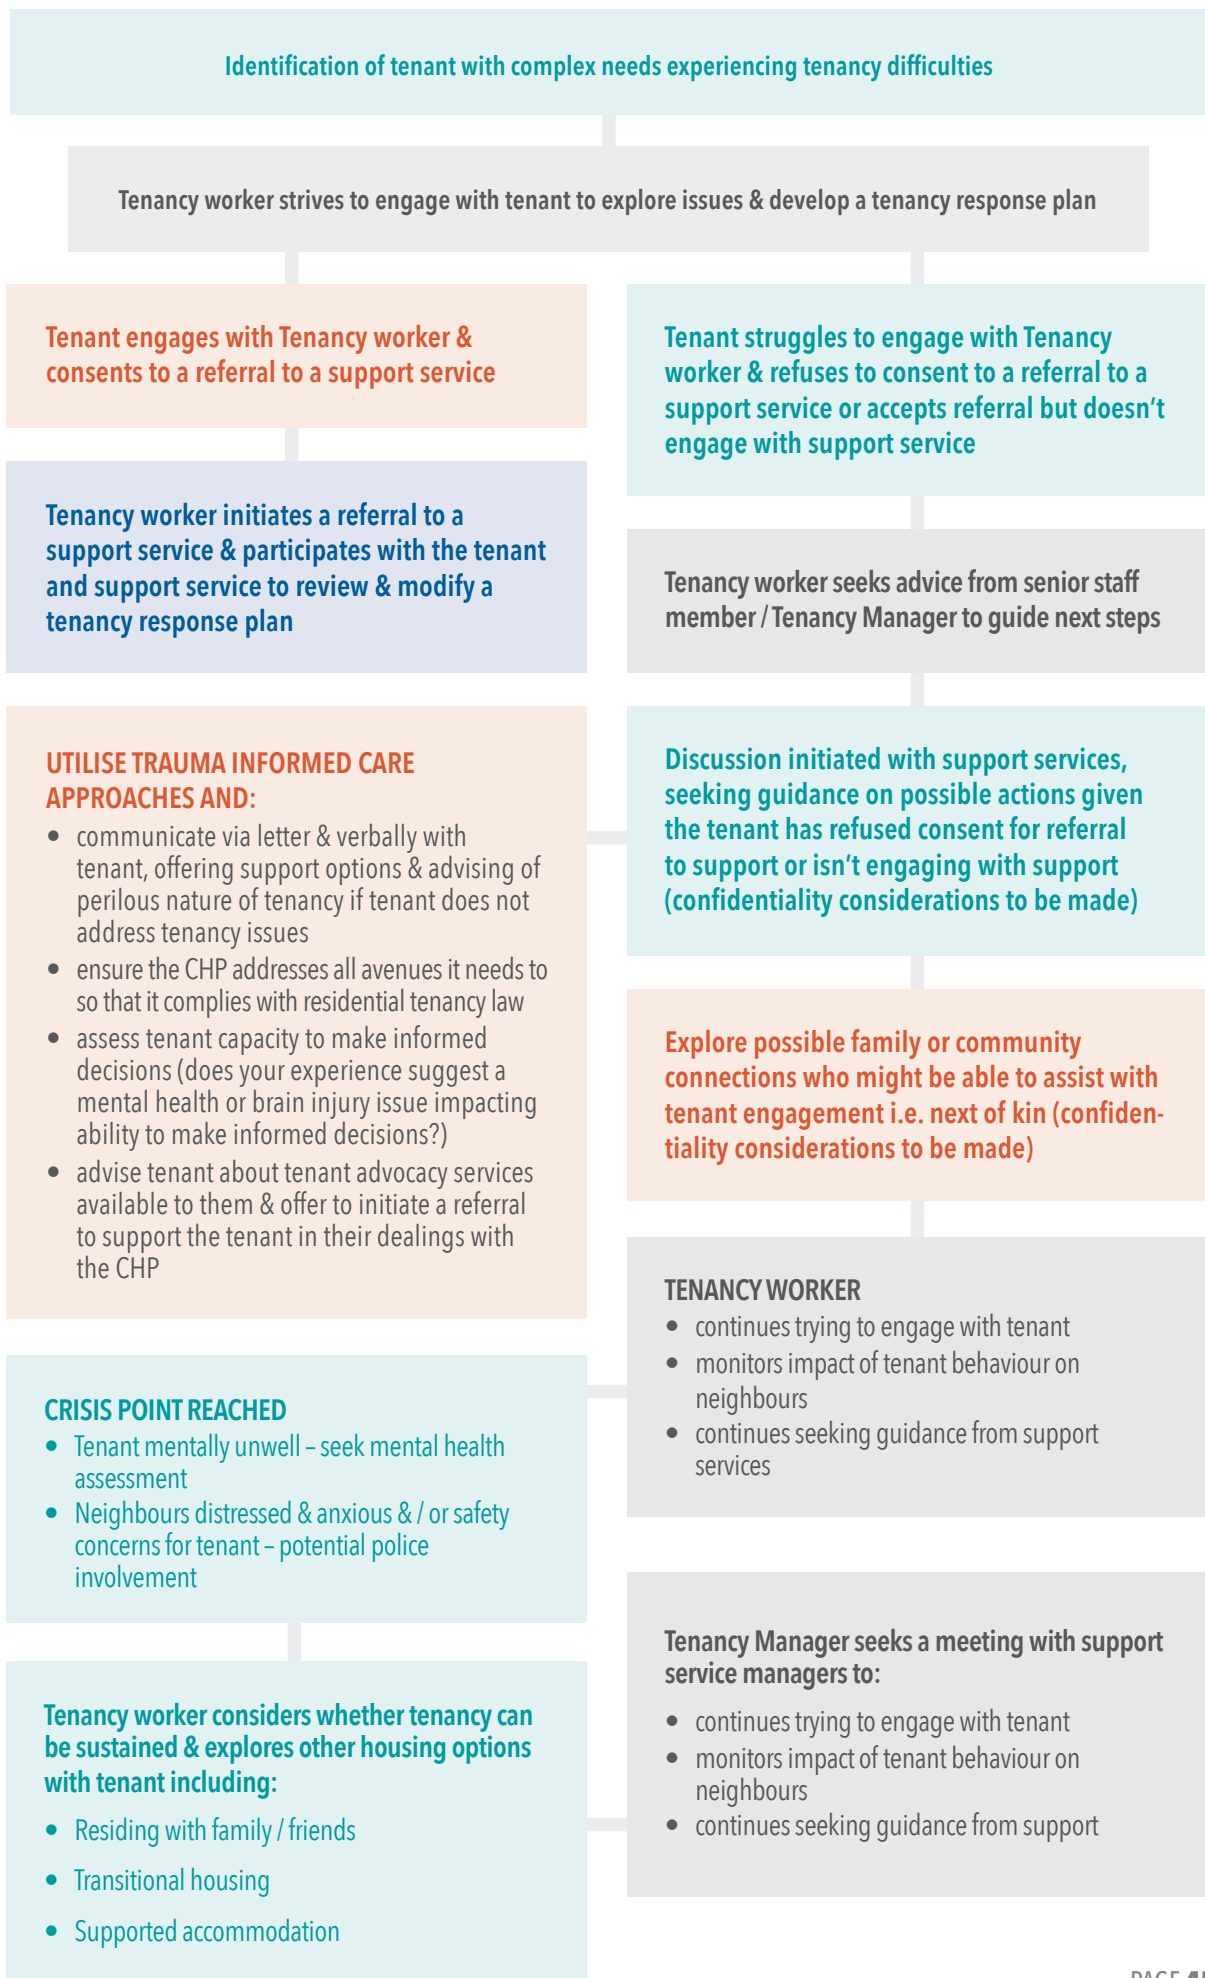 Identification of tenant with complex needs experiencing tenancy difficulties
Tenancy worker strives to engage with tenant to explore issues & develop a tenancy response plan
Tenant engages with Tenancy worker &
consents to a referral to a support service
Tenancy worker initiates a referral to a
support service & participates with the tenant
and support service to review & modify a
tenancy response plan
Tenant struggles to engage with Tenancy
worker & refuses to consent to a referral to a
support service or accepts referral but doesn't
engage with support service
Tenancy worker seeks advice from senior staff
member / Tenancy Manager to guide next steps
Discussion initiated with support services,
seeking guidance on possible actions given
the tenant has refused consent for referral
to support or isn't engaging with support
(confidentiality considerations to be made)
UTILISE TRAUMA INFORMED CARE
APPROACHES AND:
• communicate via letter & verbally with
tenant, offering support options & advising of
perilous nature of tenancy if tenant does not
address tenancy issues
• ensure the CHP addresses all avenues it needs to
so that it complies with residential tenancy law
• assess tenant capacity to make informed
decisions (does your experience suggest a
mental health or brain injury issue impacting
ability to make informed decisions?)
• advise tenant about tenant advocacy services
available to them & offer to initiate a referral
to support the tenant in their dealings with
the CHP
Explore possible family or community
connections who might be able to assist with
tenant engagement i.e. next of kin (confiden-
tiality considerations to be made)
TENANCY WORKER
• continues trying to engage with tenant
• monitors impact of tenant behaviour on
neighbours
• continues seeking guidance from support
services
CRISIS POINT REACHED
• Tenant mentally unwell – seek mental health
assessment
• Neighbours distressed & anxious & / or safety
concerns for tenant – potential police
involvement
Tenancy worker considers whether tenancy can
be sustained & explores other housing options
with tenant including:
• Residing with family / friends
• Transitional housing
• Supported accommodation
Tenancy Manager seeks a meeting with support
service managers to:
• continues trying to engage with tenant
• monitors impact of tenant behaviour on
neighbours
• continues seeking guidance from support
PAGE